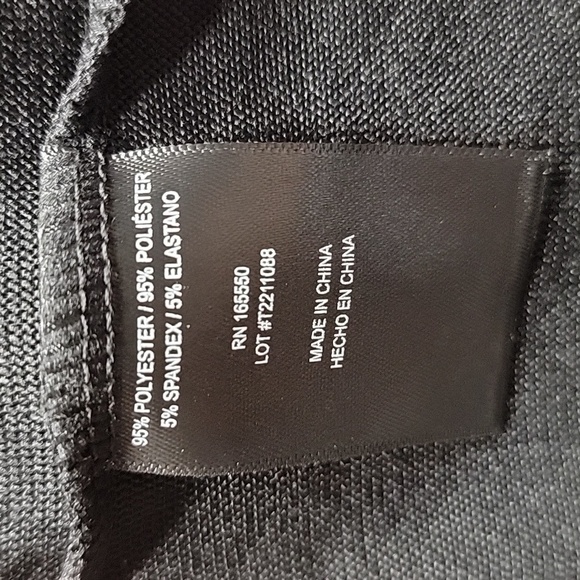 95% POLYESTER / 95% POLIÉSTER
5% SPANDEX / 5% ELASTANO
RN 165550
LOT #T2211088
MADE IN CHINA
HECHO EN CHINA